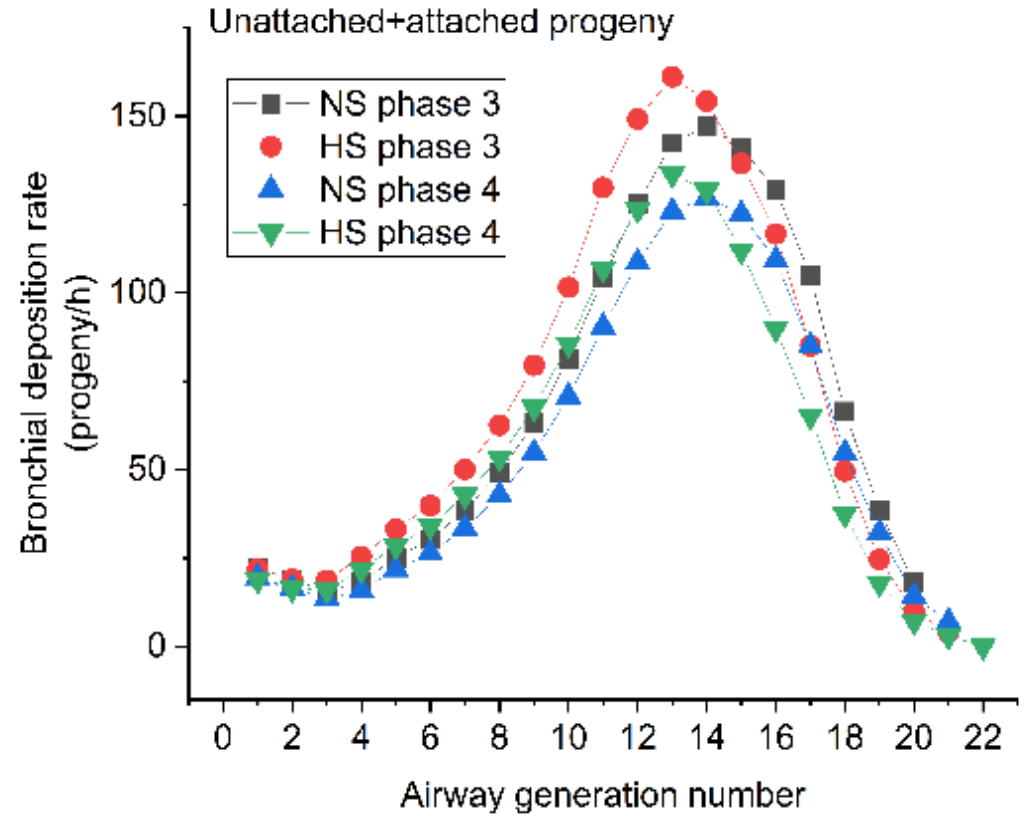 Unattached+attached progeny
NS phase 3
HS phase 3
NS phase 4
HS phase 4
150
100
50
0
Bronchial deposition rate
(progeny/h)
0 2 4 6 8 10 12 14 16 18 20 22
Airway generation number